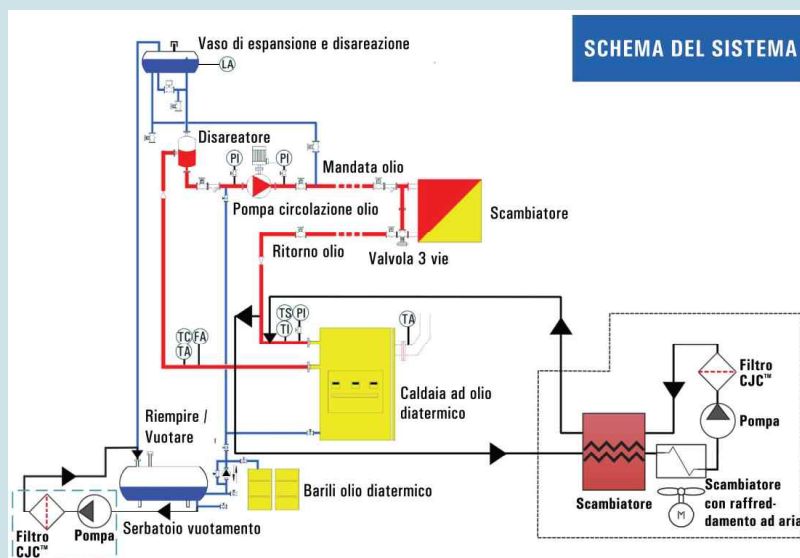 SCHEMA DEL SISTEMA
Vaso di espansione e disareazione
LA
Disareatore
PI
PI
Mandata olio
Pompa circolazione olio
Scambiatore
Ritorno olio
Valvola 3 vie
TS
PI
TI
TA
TC
FA
TA
Caldaia ad olio
diatermico
Filtro
CJC™
Pompa
Riempire /
Vuotare
Scambiatore
Scambiatore
con raffred-
damento ad aria
M
Barili olio diatermico
Serbatoio vuotamento
Filtro
CJC™
Pompa